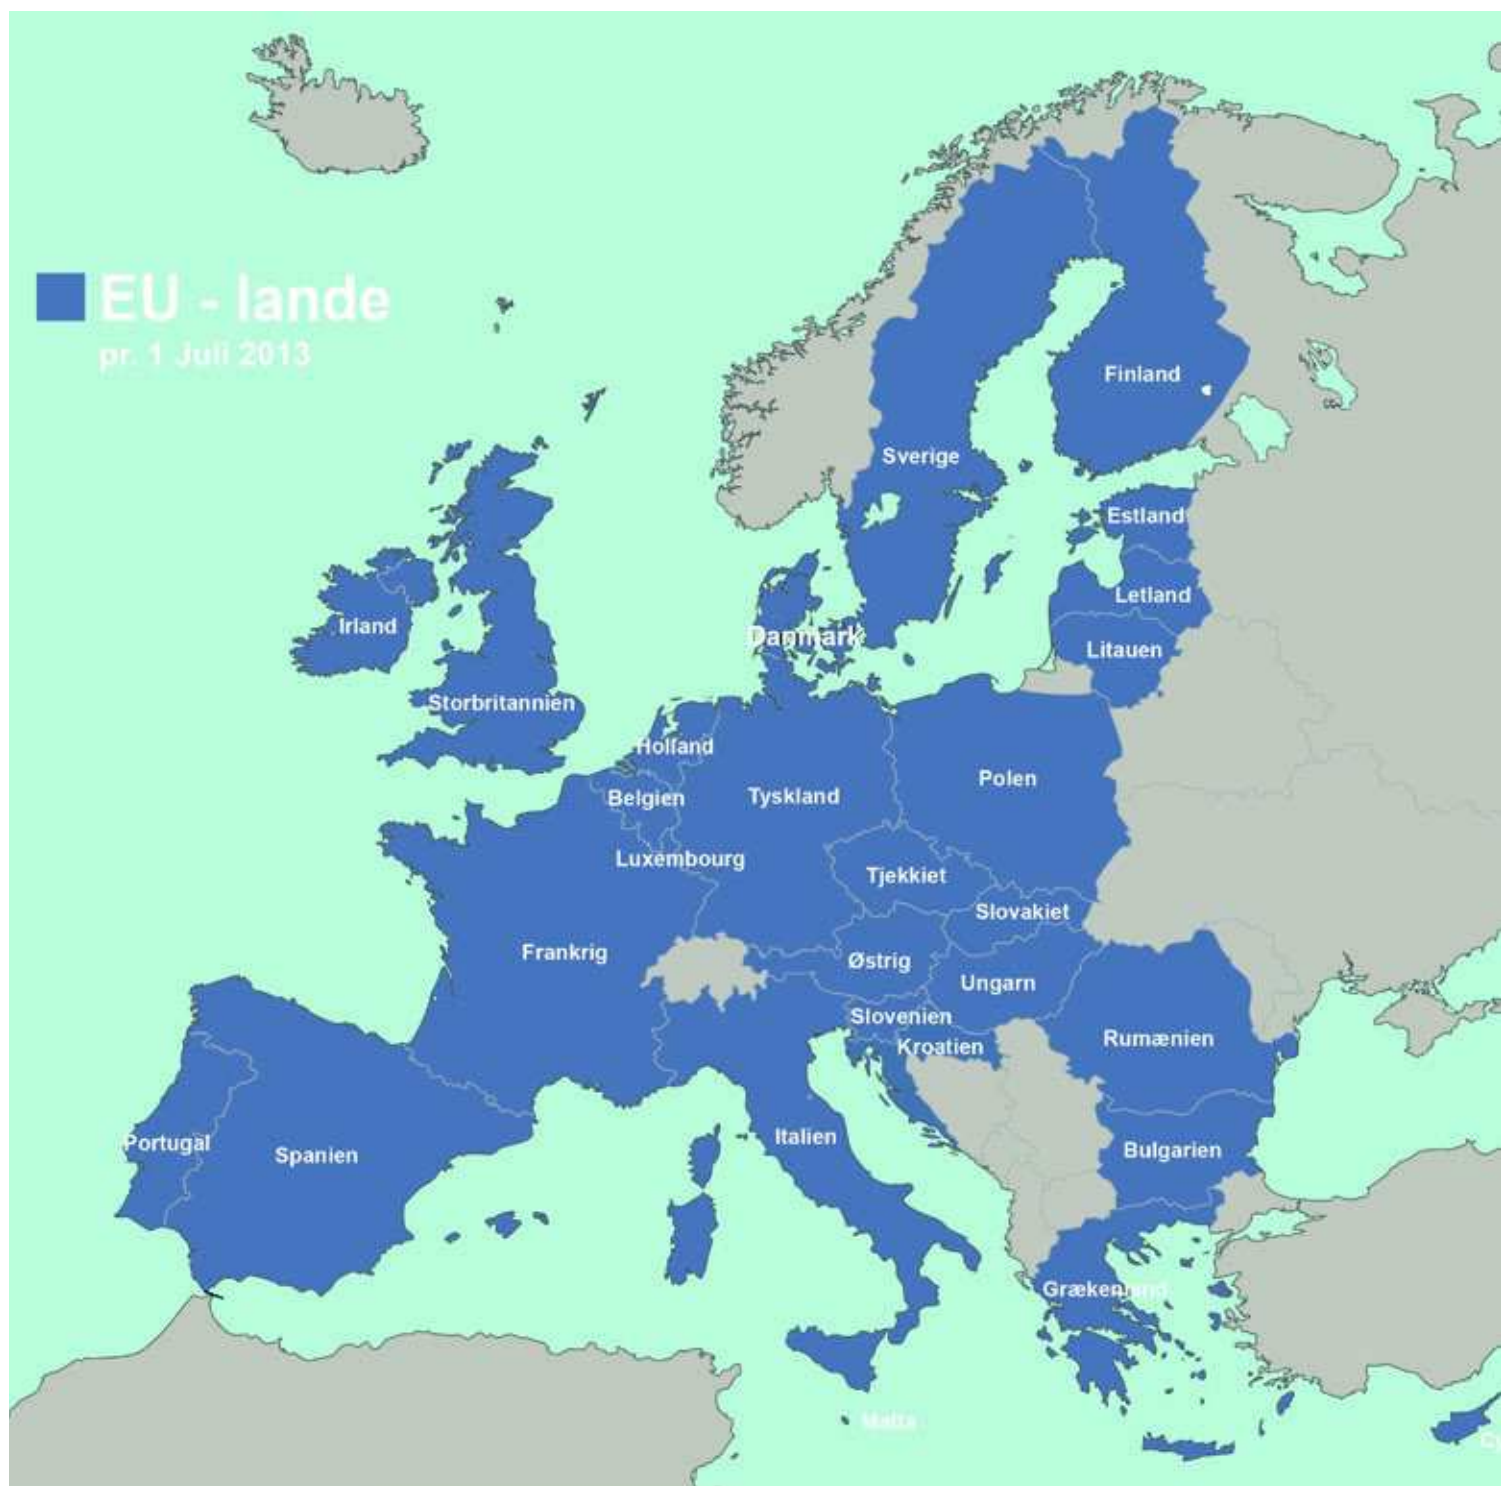 EU - lande
pr. 1 Juli 2013
Finland
Sverige
Estland
Letland
Irland
Danmark
Litauen
Storbritannien
Holland
Polen
Belgien
Tyskland
Luxembourg
Tjekkiet
Slovakiet
Frankrig
Østrig
Ungarn
Slovenien
Rumænien
Kroatien
Portugal
Spanien
Italien
Bulgarien
Grækenland
Malta